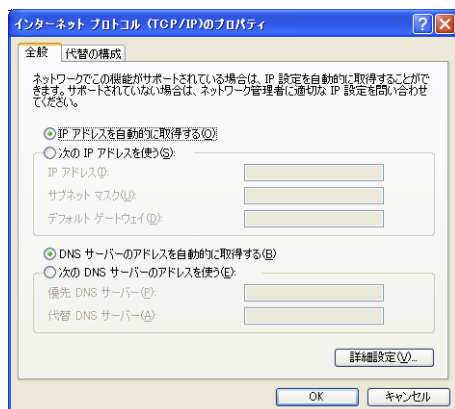 インターネット プロトコル (TCP/IP)のプロパティ
全般
代替の構成
ネットワークでこの機能がサポートされている場合は、IP 設定を自動的に取得することがで
きます。サポートされていない場合は、ネットワーク管理者に適切な IP 設定を問い合わせ
てください。
IP アドレスを自動的に取得する(O)
次の IP アドレスを使う(S):
IP アドレス(I):
サブネット マスク(U):
デフォルト ゲートウェイ(D):
DNS サーバーのアドレスを自動的に取得する(B)
次の DNS サーバーのアドレスを使う(E):
優先 DNS サーバー(P):
代替 DNS サーバー(A):
詳細設定(V)...
OK
キャンセル